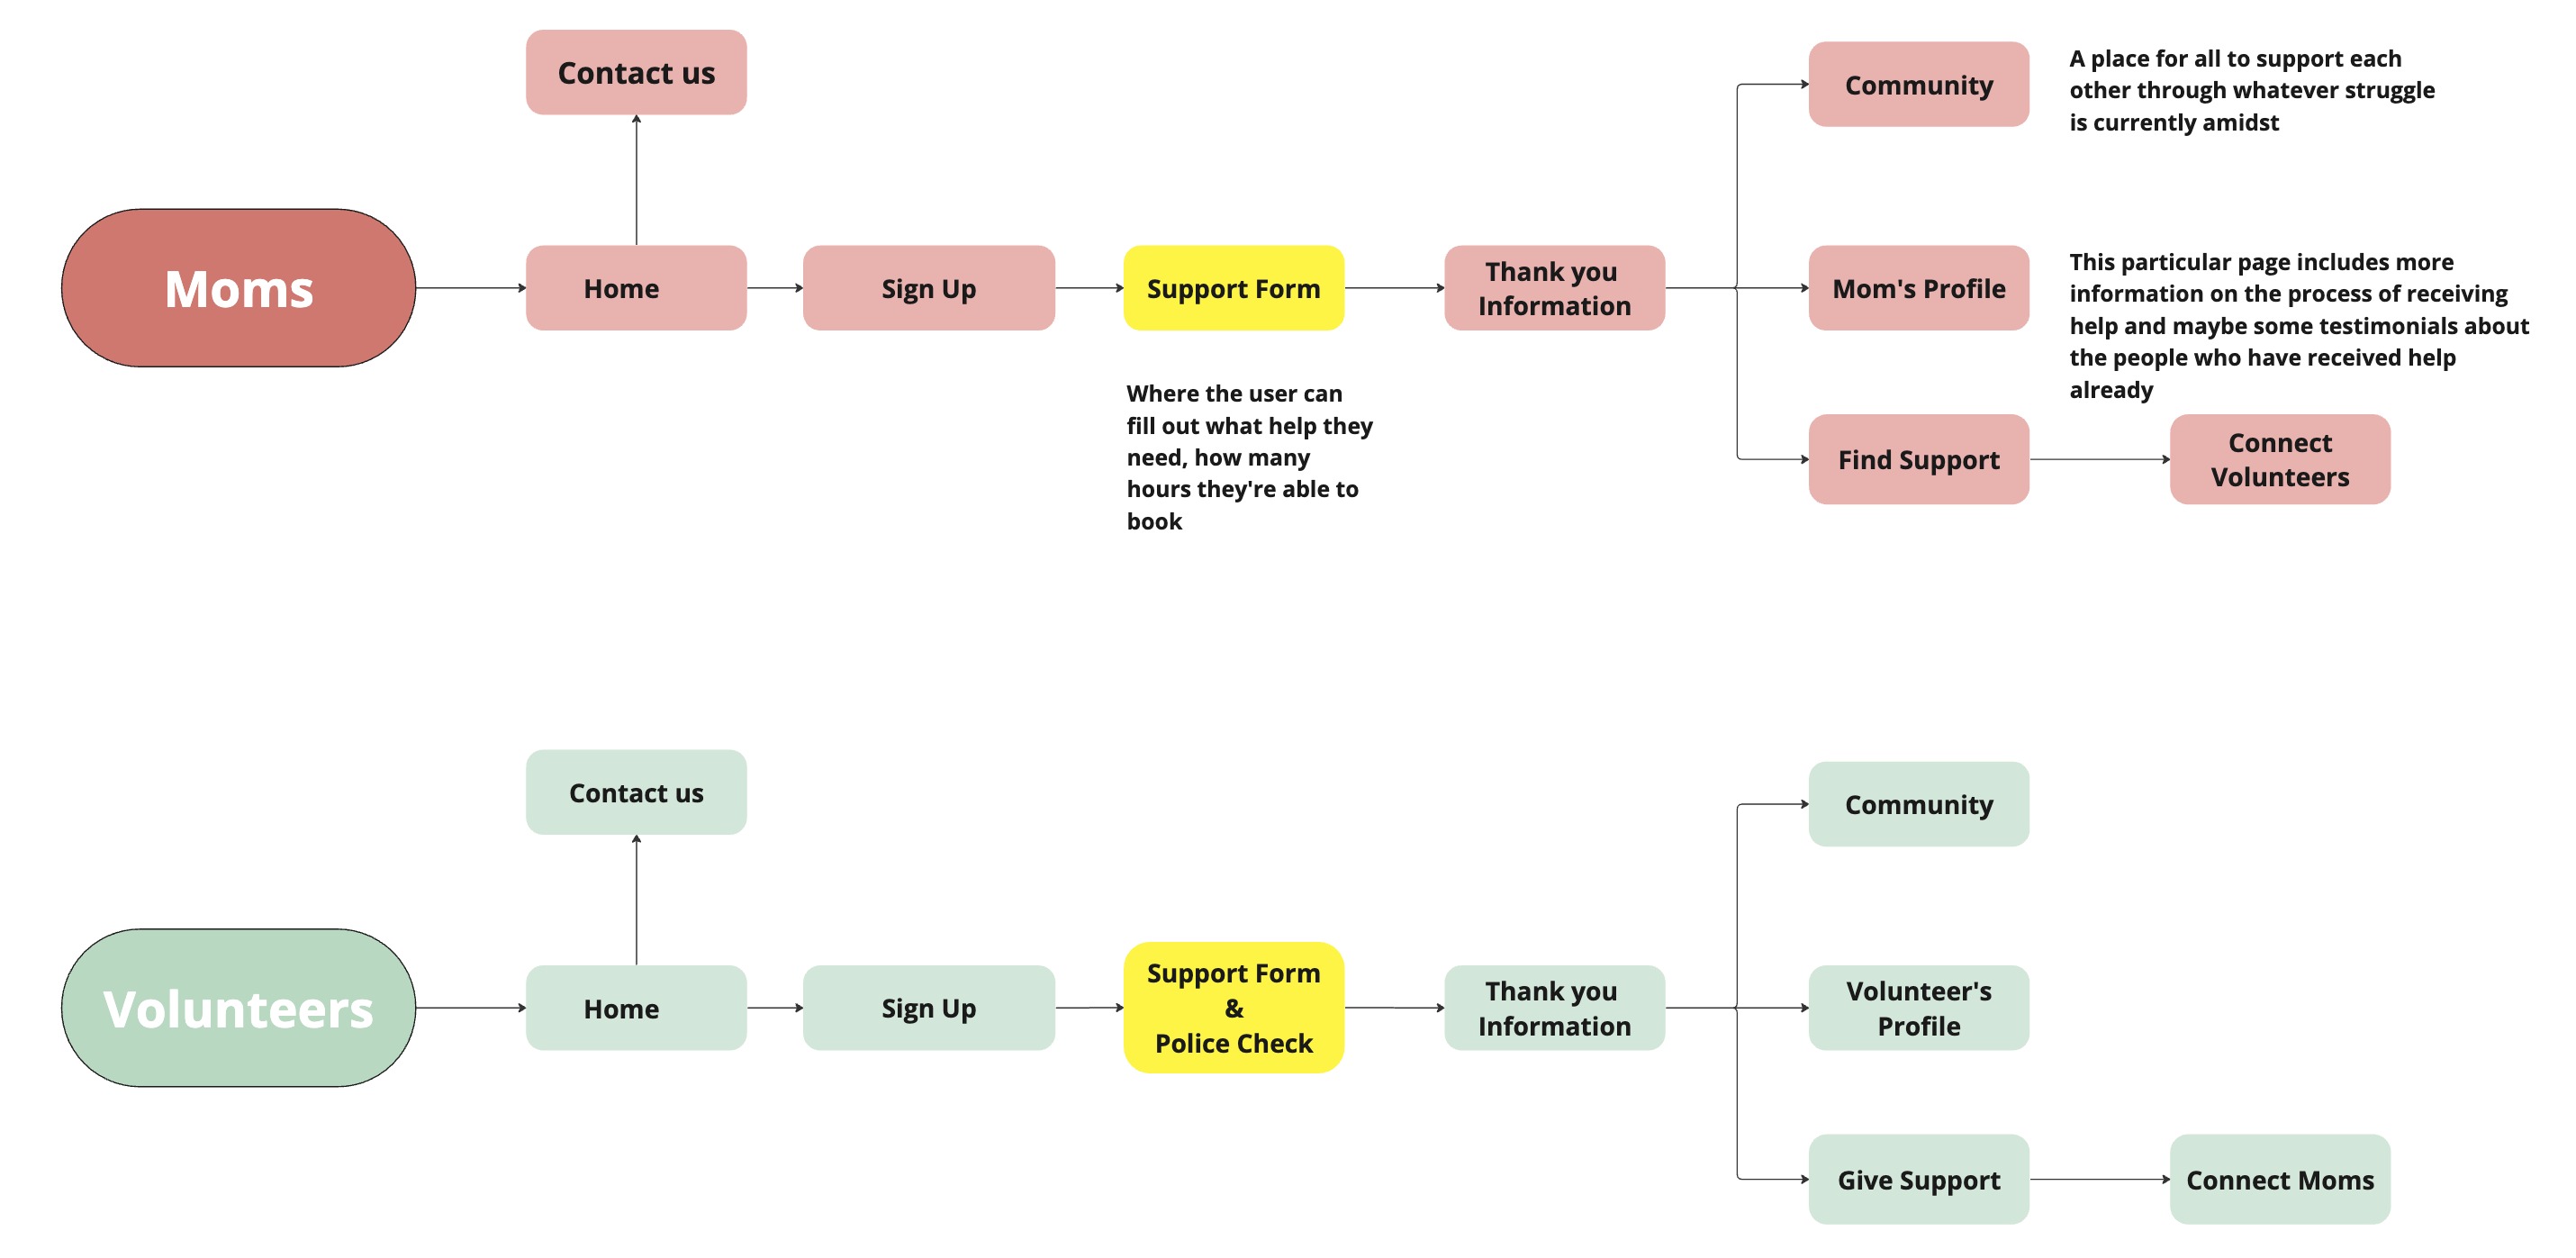 Contact us
Community
A place for all to support each
other through whatever struggle
is currently amidst
Moms
Home
Sign Up
Support Form
Thank you
Information
Mom's Profile
This particular page includes more
information on the process of receiving
help and maybe some testimonials about
the people who have received help
already
Where the user can
fill out what help they
need, how many
hours they're able to
book
Find Support
Connect
Volunteers
Contact us
Community
Volunteers
Home
Sign Up
Support Form
&
Police Check
Thank you
Information
Volunteer's
Profile
Give Support
Connect Moms